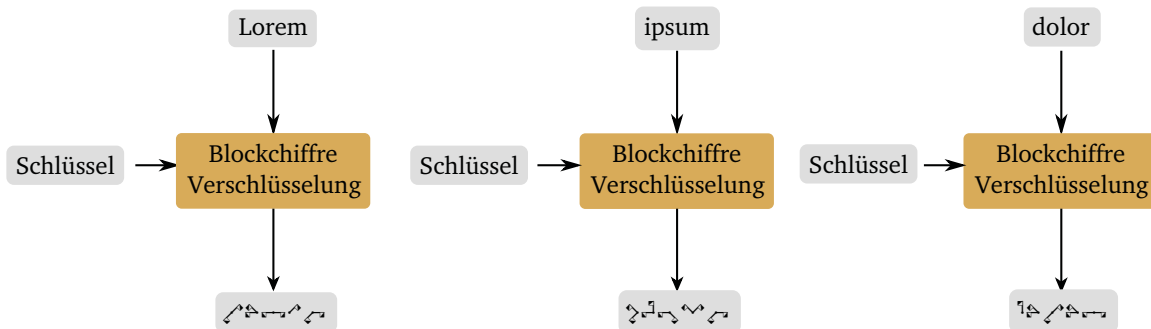 Lorem
ipsum
dolor
Schlüssel
Blockchiffre
Verschlüsselung
Schlüssel
Blockchiffre
Verschlüsselung
Schlüssel
Blockchiffre
Verschlüsselung